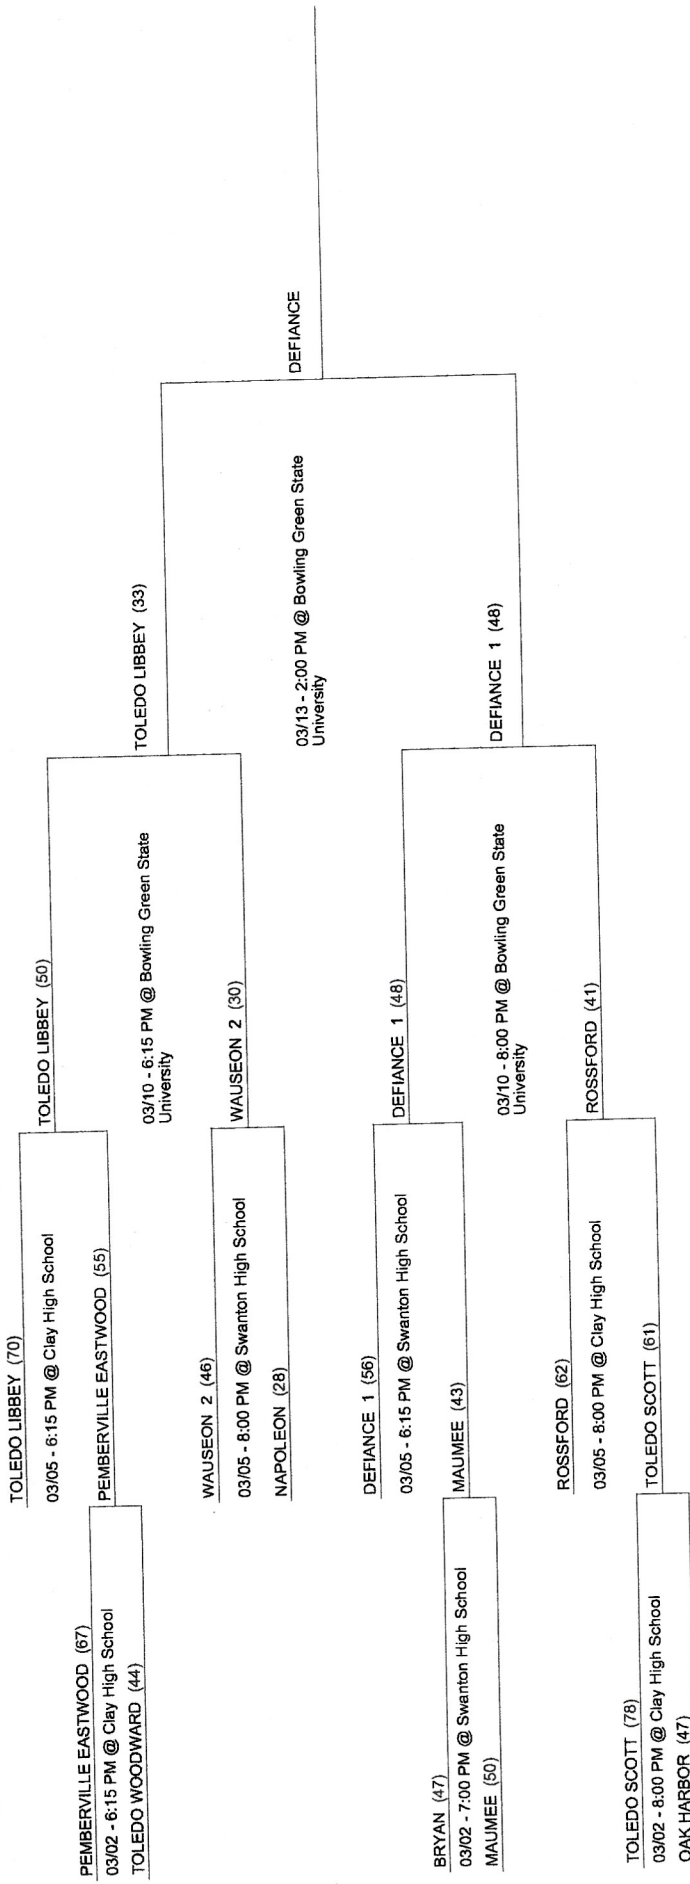 PEMBERVILLE EASTWOOD (67)
03/02 - 6:15 PM @ Clay High School
TOLEDO WOODWARD (44)
BRYAN (47)
03/02 - 7:00 PM @ Swanton High School
MAUMEE (50)
TOLEDO SCOTT (78)
03/02 - 8:00 PM @ Clay High School
OAK HARBOR (47)
TOLEDO LIBBEY (70)
03/05 - 6:15 PM @ Clay High School
PEMBERVILLE EASTWOOD (55)
WAUSEON 2 (46)
03/05 - 8:00 PM @ Swanton High School
NAPOLEON (28)
DEFIANCE 1 (56)
03/05 - 6:15 PM @ Swanton High School
MAUMEE (43)
ROSSFORD (62)
03/05 - 8:00 PM @ Clay High School
TOLEDO SCOTT (61)
TOLEDO LIBBEY (50)
03/10 - 6:15 PM @ Bowling Green State
University
WAUSEON 2 (30)
DEFIANCE 1 (48)
03/10 - 8:00 PM @ Bowling Green State
University
ROSSFORD (41)
TOLEDO LIBBEY (33)
03/13 - 2:00 PM @ Bowling Green State
University
DEFIANCE 1 (48)
DEFIANCE